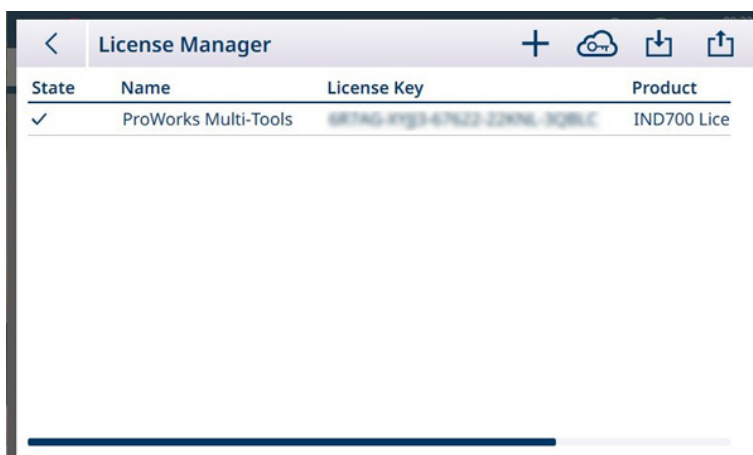 License Manager
State Name License Key Product
ProWorks Multi-Tools IND700 Lice